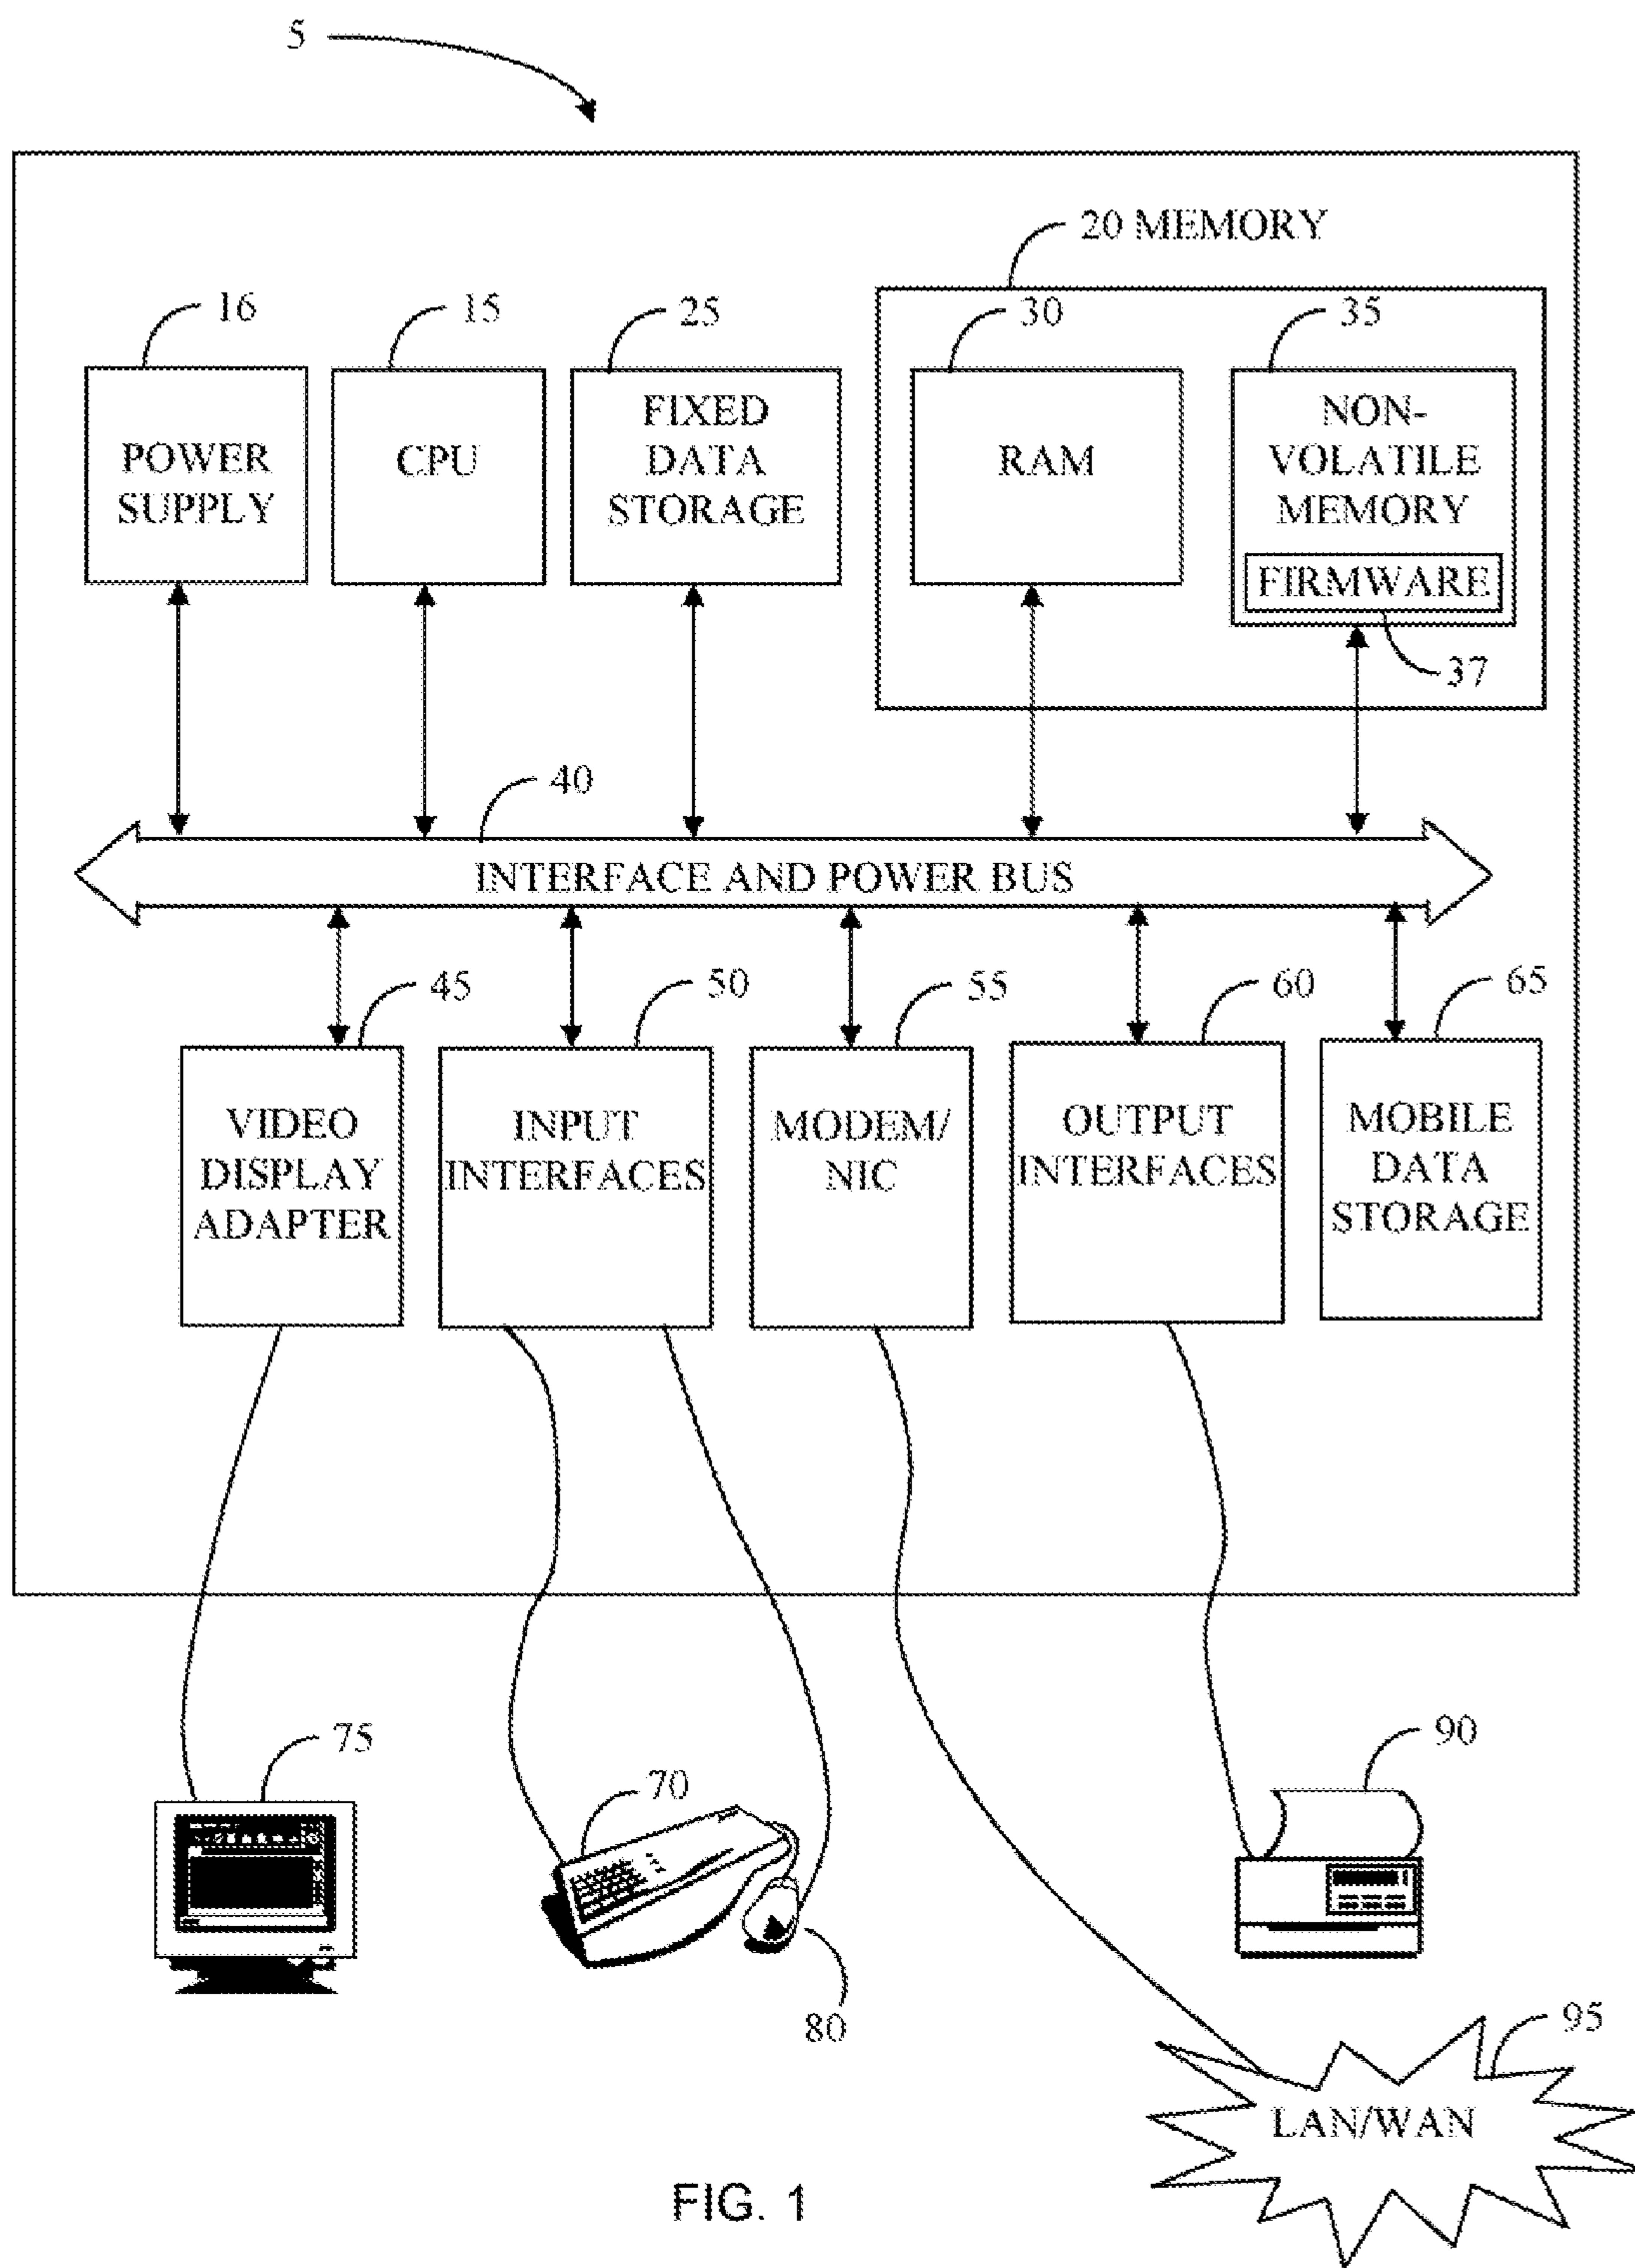 5
20 MEMORY
16
15
25
30
35
POWER
SUPPLY
CPU
FIXED
DATA
STORAGE
RAM
NON-
VOLATILE
MEMORY
FIRMWARE
37
40
INTERFACE AND POWER BUS
45
50
55
60
65
VIDEO
DISPLAY
ADAPTER
INPUT
INTERFACES
MODEM/
NIC
OUTPUT
INTERFACES
MOBILE
DATA
STORAGE
75
70
80
90
95
LAN/WAN
FIG. 1